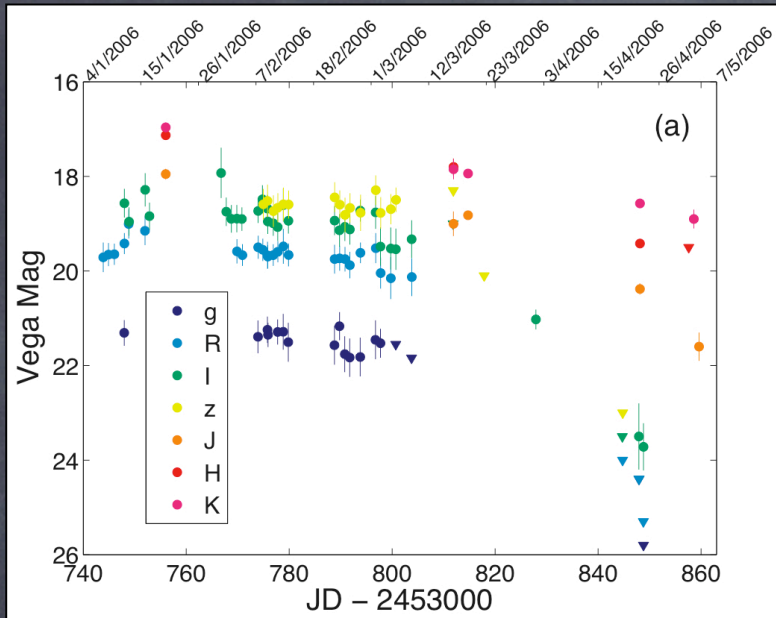 4/1/2006 15/1/2006 26/1/2006 7/2/2006 18/2/2006 1/3/2006 12/3/2006 23/3/2006 3/4/2006 15/4/2006 26/4/2006 7/5/2006
(a)
16
18
20
22
24
26
Vega Mag
g
R
I
z
J
H
K
740 760 780 800 820 840 860
JD – 2453000